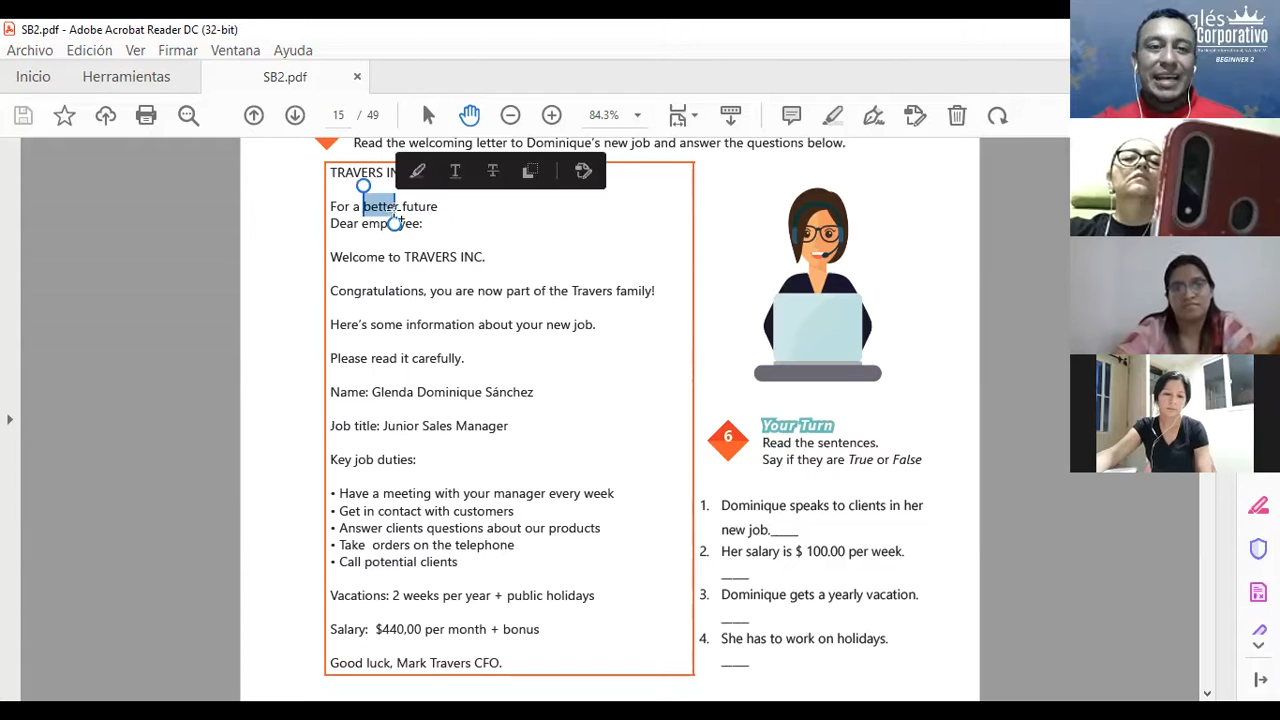 SB2.pdf - Adobe Acrobat Reader DC (32-bit)
Archivo Edición Ver Firmar Ventana Ayuda
Inicio Herramientas SB2.pdf ×
15 / 49 84.3%
Read the welcoming letter to Dominique's new job and answer the questions below.
TRAVERS
For a better future
Dear employee:
Welcome to TRAVERS INC.
Congratulations, you are now part of the Travers family!
Here's some information about your new job.
Please read it carefully.
Name: Glenda Dominique Sánchez
Job title: Junior Sales Manager
Key job duties:
• Have a meeting with your manager every week
• Get in contact with customers
• Answer clients questions about our products
• Take orders on the telephone
• Call potential clients
Vacations: 2 weeks per year + public holidays
Salary: $440,00 per month + bonus
Good luck, Mark Travers CFO.
6 Your Turn
Read the sentences.
Say if they are True or False
1. Dominique speaks to clients in her
new job.____
2. Her salary is $ 100.00 per week.
____
3. Dominique gets a yearly vacation.
____
4. She has to work on holidays.
____
glés
Corporativo
BEGINNER 2